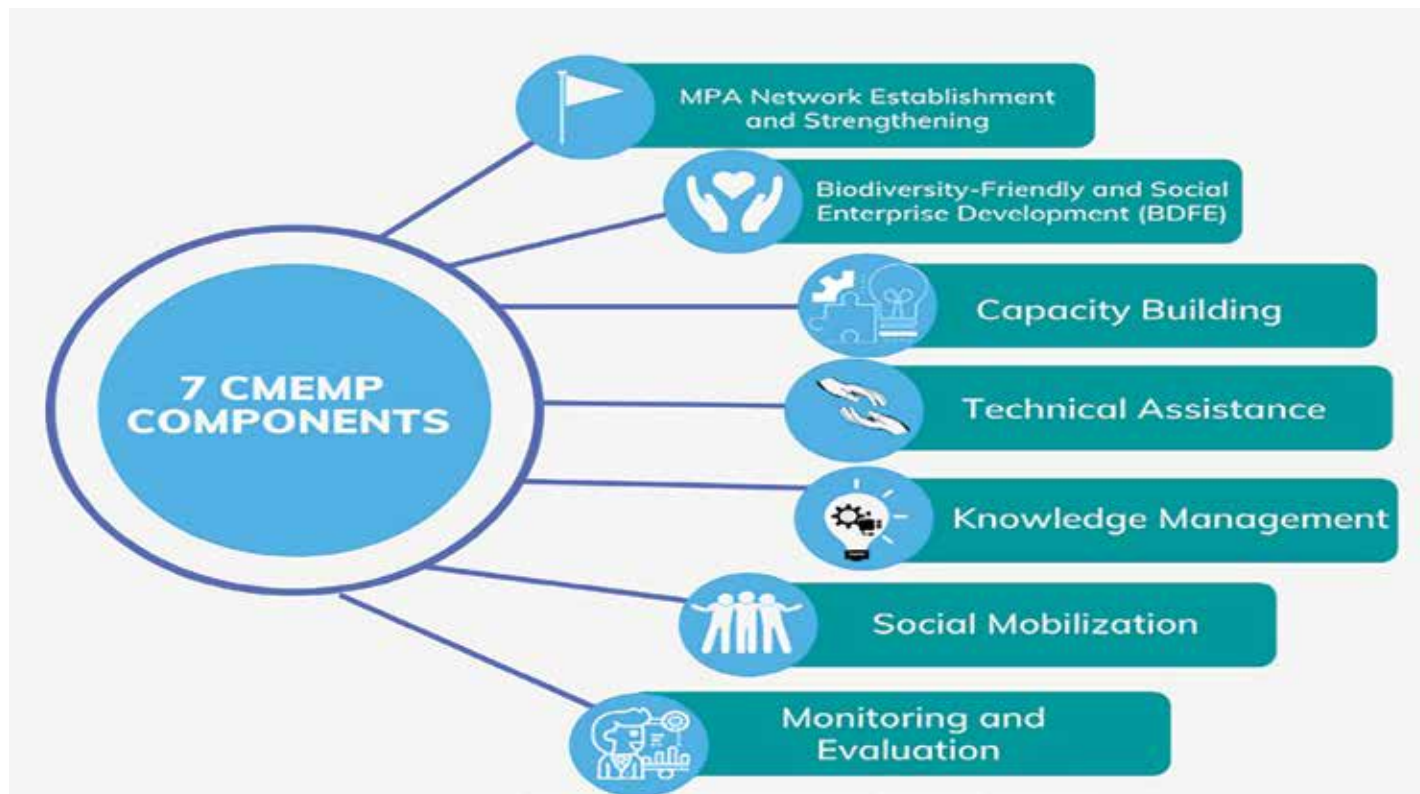 MPA Network Establishment
and Strengthening
Biodiversity-Friendly and Social
Enterprise Development (BDFE)
Capacity Building
7 CMEMP
COMPONENTS
Technical Assistance
Knowledge Management
Social Mobilization
Monitoring and
Evaluation